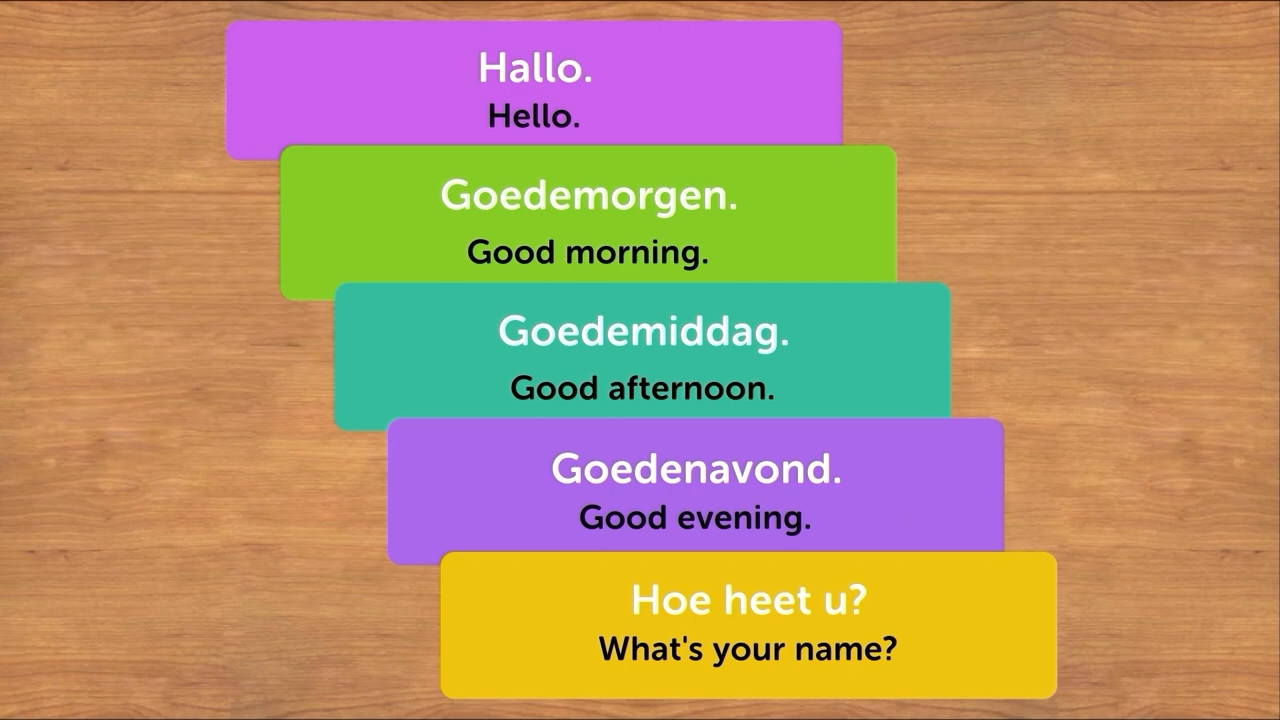 Hallo.
Hello.
Goedemorgen.
Good morning.
Goedemiddag.
Good afternoon.
Goedenavond.
Good evening.
Hoe heet u?
What's your name?